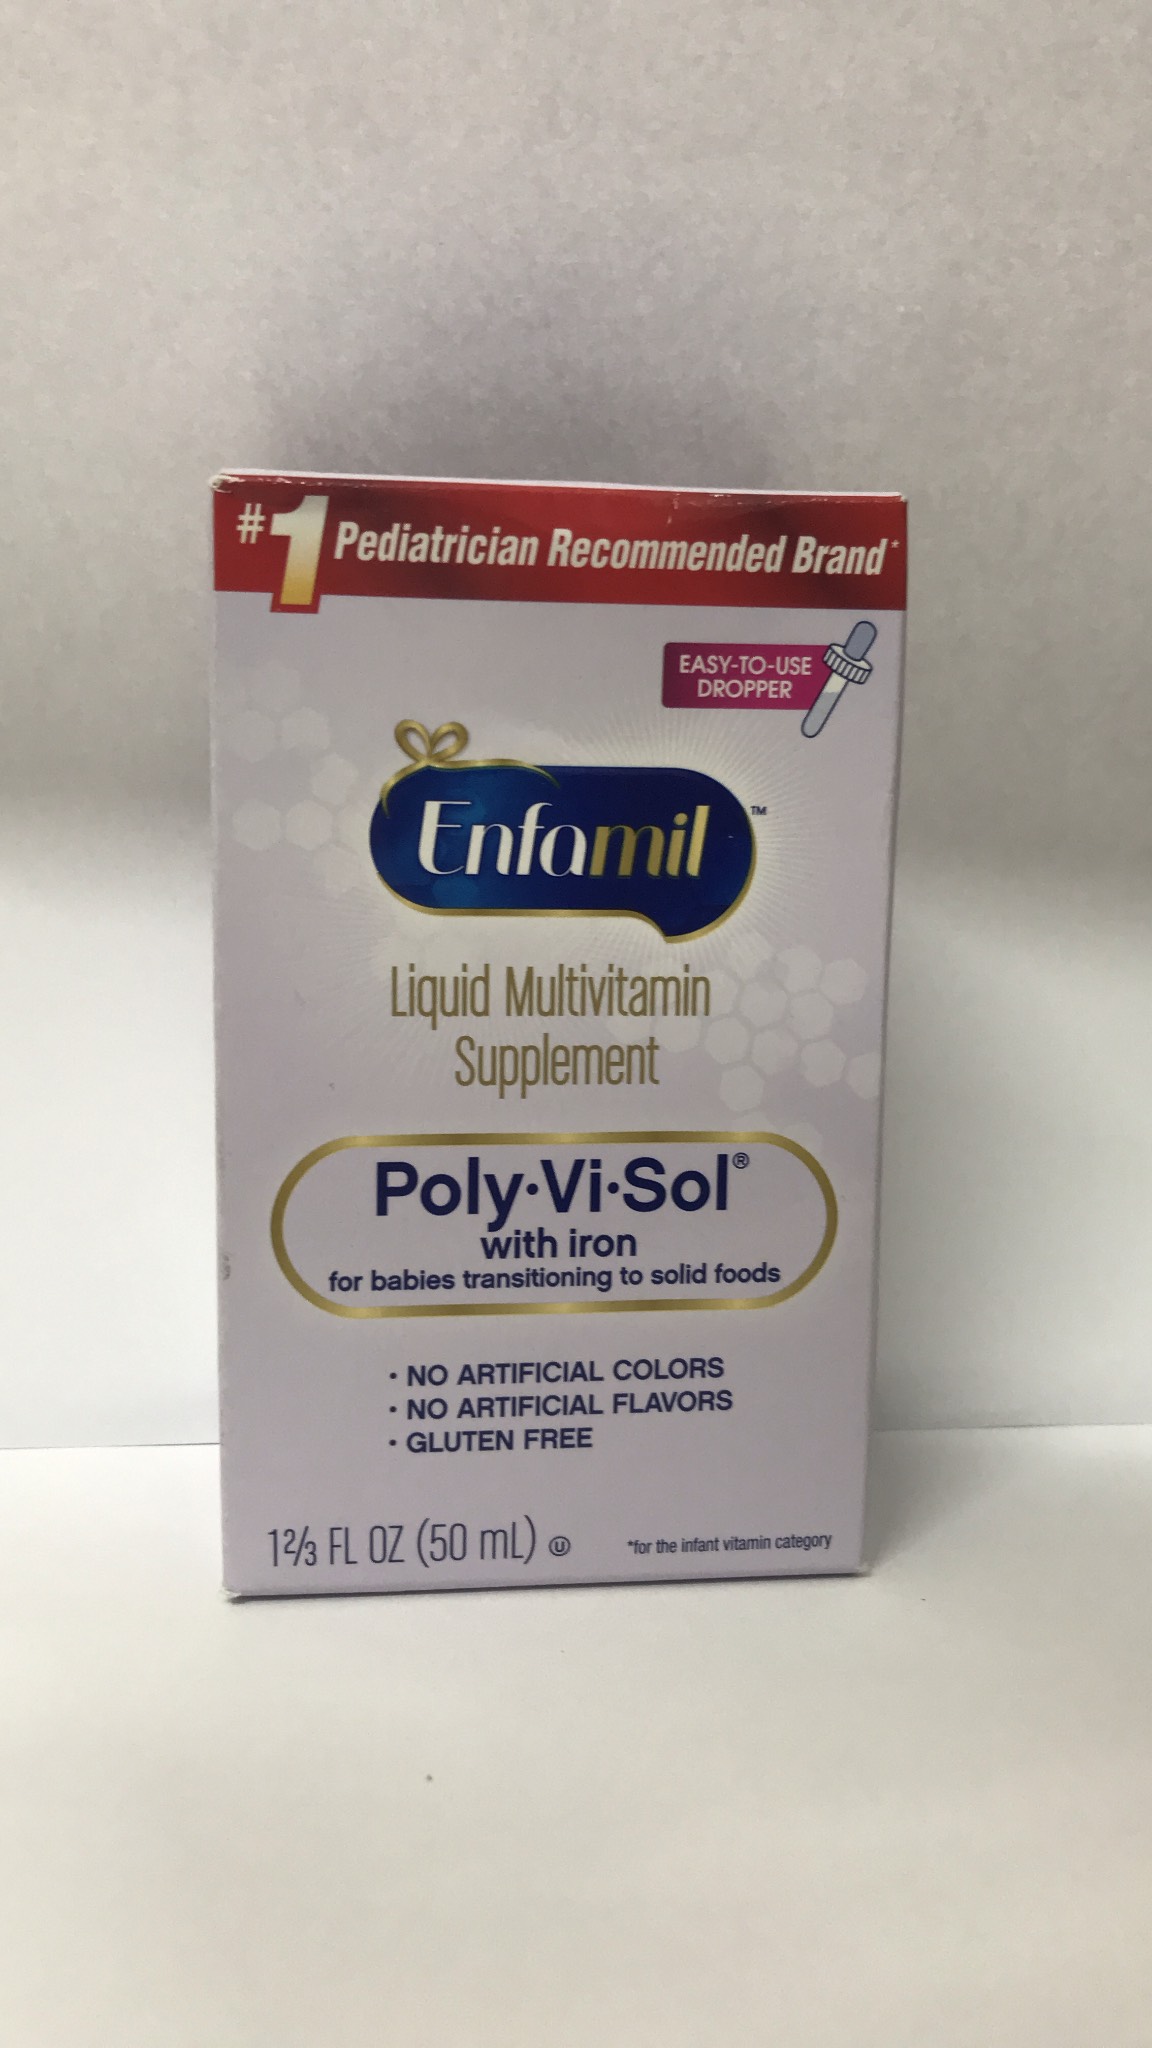 #1 Pediatrician Recommended Brand*
EASY-TO-USE
DROPPER
Enfamil™
Liquid Multivitamin
Supplement
Poly·Vi·Sol®
with iron
for babies transitioning to solid foods
• NO ARTIFICIAL COLORS
• NO ARTIFICIAL FLAVORS
• GLUTEN FREE
1⅔ FL OZ (50 mL) Ⓤ
*for the infant vitamin category